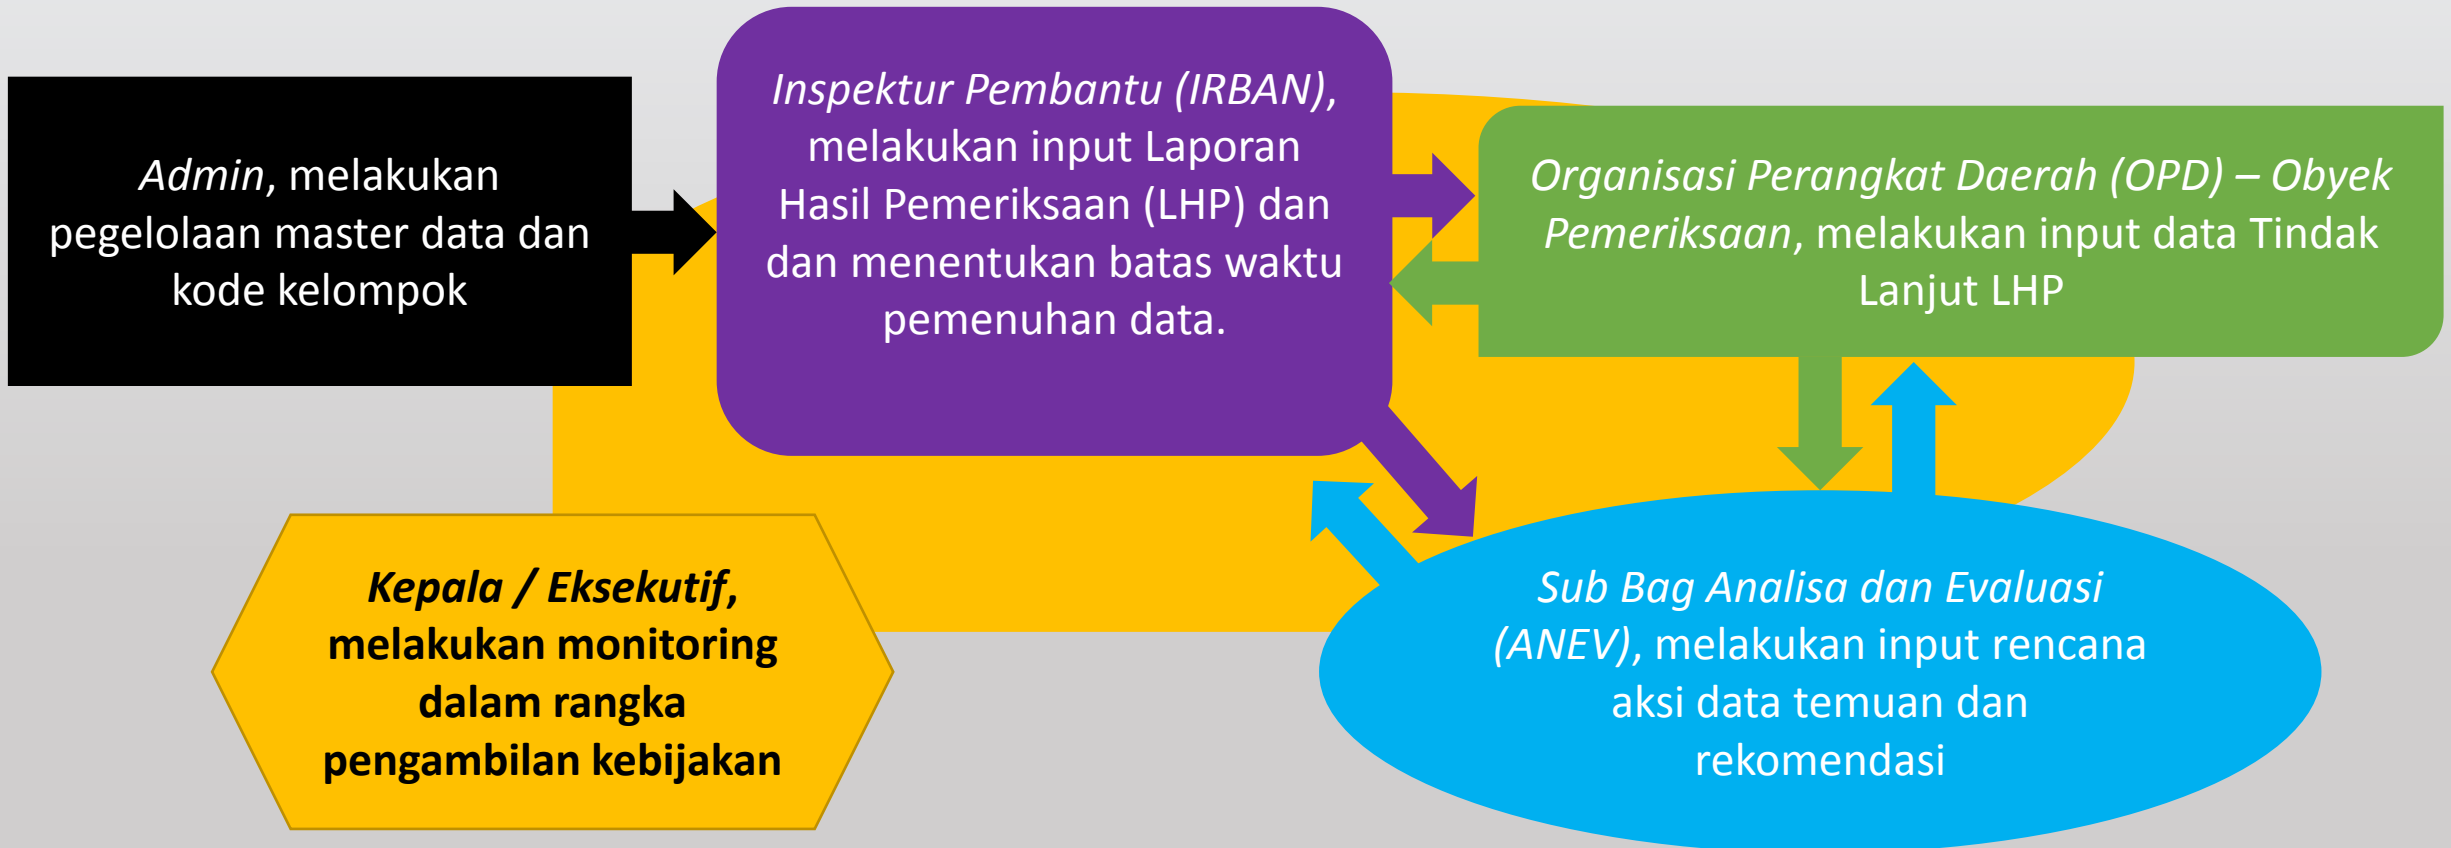 Admin, melakukan
pegelolaan master data dan
kode kelompok
Inspektur Pembantu (IRBAN),
melakukan input Laporan
Hasil Pemeriksaan (LHP) dan
dan menentukan batas waktu
pemenuhan data.
Organisasi Perangkat Daerah (OPD) – Obyek
Pemeriksaan, melakukan input data Tindak
Lanjut LHP
Kepala / Eksekutif,
melakukan monitoring
dalam rangka
pengambilan kebijakan
Sub Bag Analisa dan Evaluasi
(ANEV), melakukan input rencana
aksi data temuan dan
rekomendasi